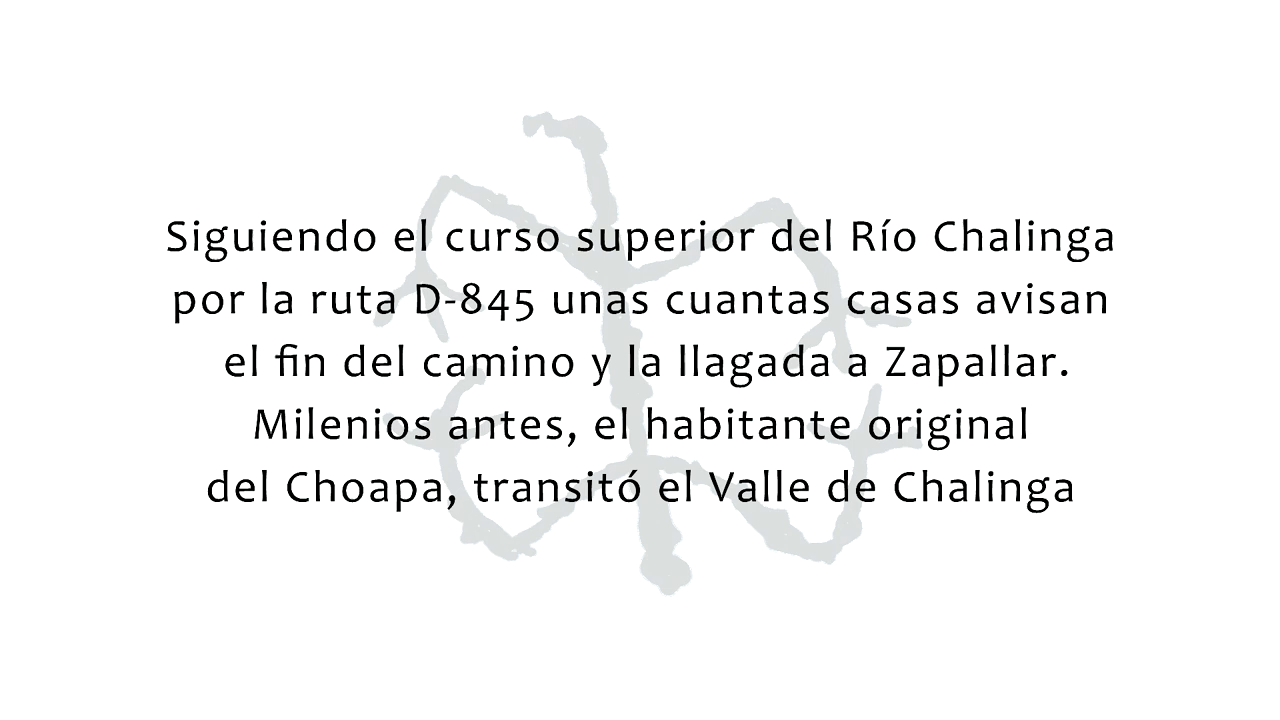 Siguiendo el curso superior del Río Chalinga
por la ruta D-845 unas cuantas casas avisan
el fin del camino y la llagada a Zapallar.
Milenios antes, el habitante original
del Choapa, transitó el Valle de Chalinga